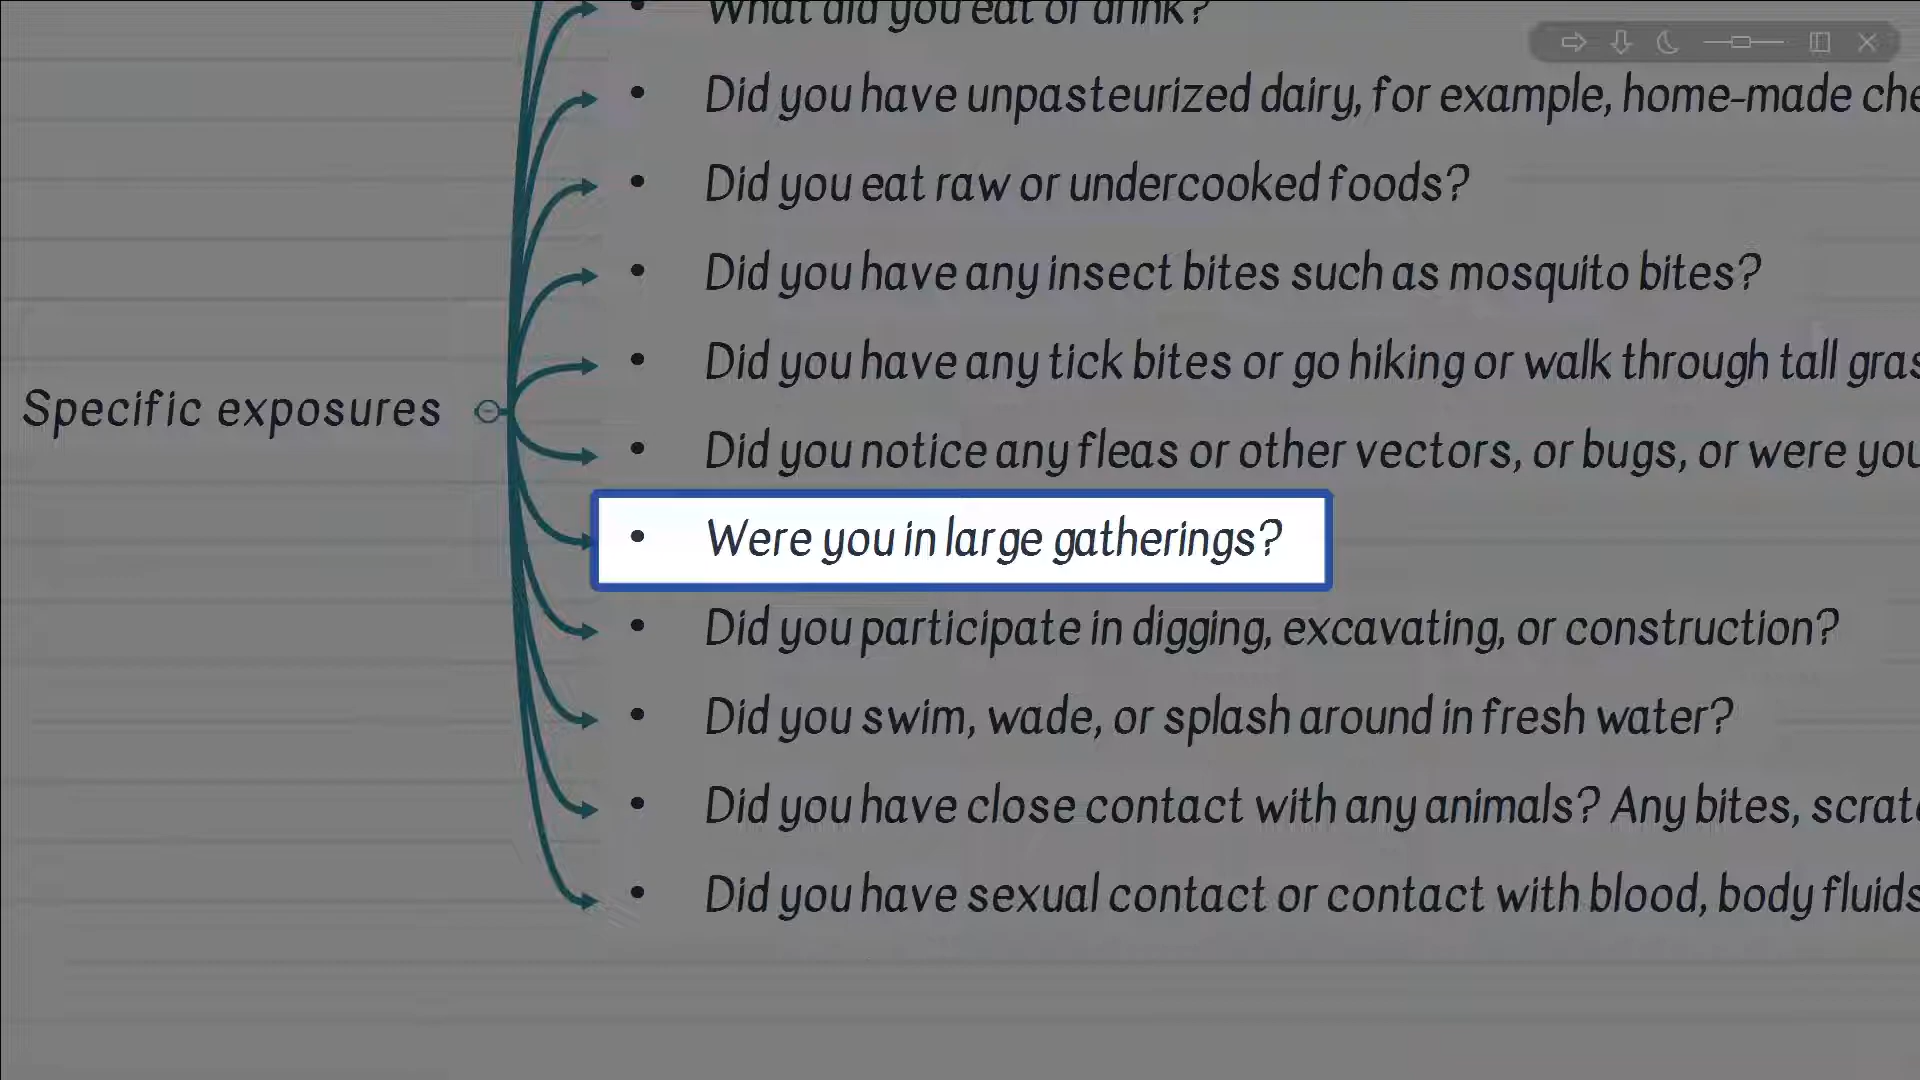 • What did you eat or drink?
• Did you have unpasteurized dairy, for example, home-made che
• Did you eat raw or undercooked foods?
• Did you have any insect bites such as mosquito bites?
• Did you have any tick bites or go hiking or walk through tall gras
Specific exposures
• Did you notice any fleas or other vectors, or bugs, or were you
• Were you in large gatherings?
• Did you participate in digging, excavating, or construction?
• Did you swim, wade, or splash around in fresh water?
• Did you have close contact with any animals? Any bites, scrat
• Did you have sexual contact or contact with blood, body fluids